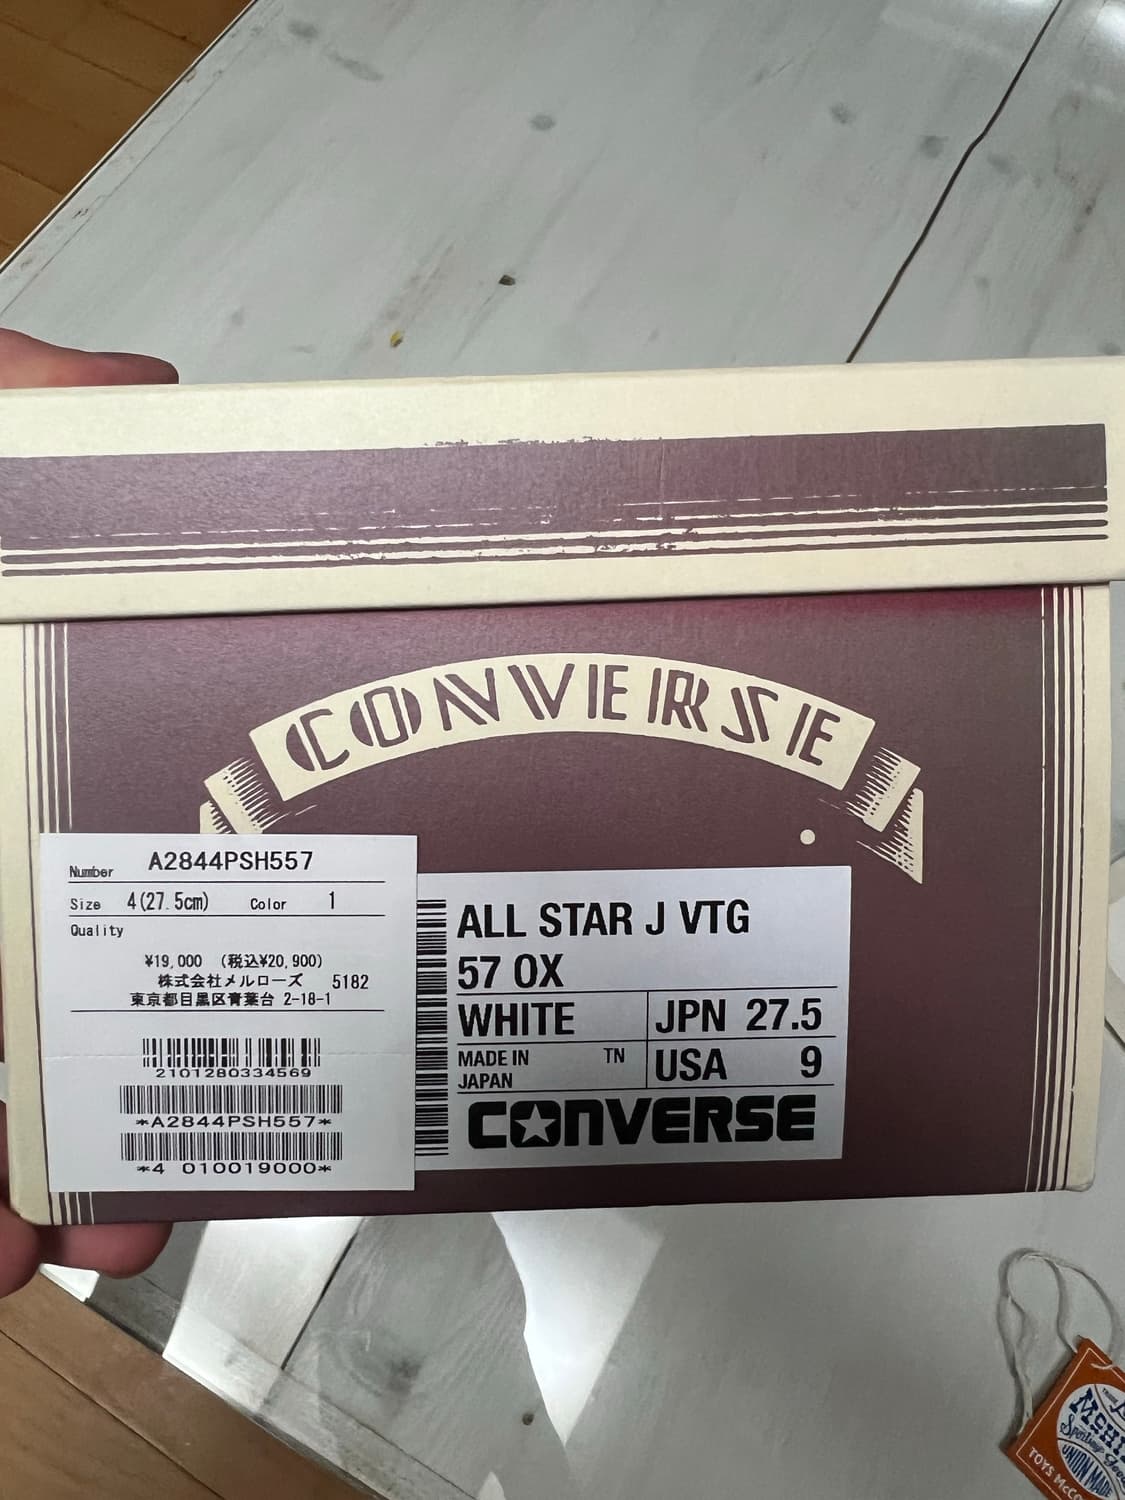 CONVERSE
Number A2844PSH557
Size 4(27.5cm) Color 1
Quality
¥19,000 (税込¥20,900)
株式会社メルローズ 5182
東京都目黒区青葉台 2-18-1
2101280334569
*A2844PSH557*
*4 010019000*
ALL STAR J VTG
57 OX
WHITE JPN 27.5
MADE IN JAPAN TN USA 9
CONVERSE
TRADE
UNION MADE